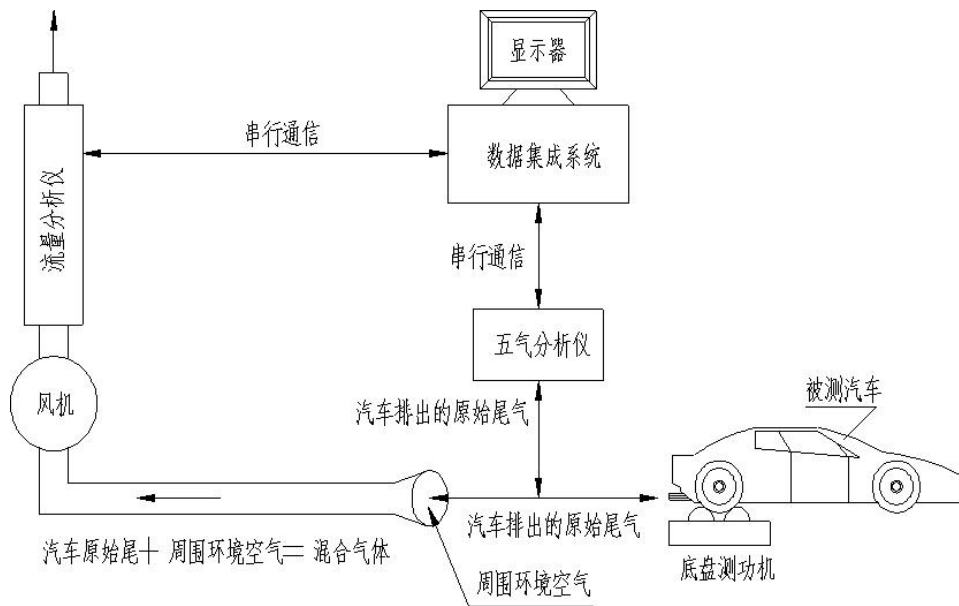 显示器
串行通信
数据集成系统
流量分析仪
串行通信
五气分析仪
风机
汽车排出的原始尾气
被测汽车
汽车排出的原始尾气
汽车原始尾+ 周围环境空气= 混合气体
底盘测功机
周围环境空气